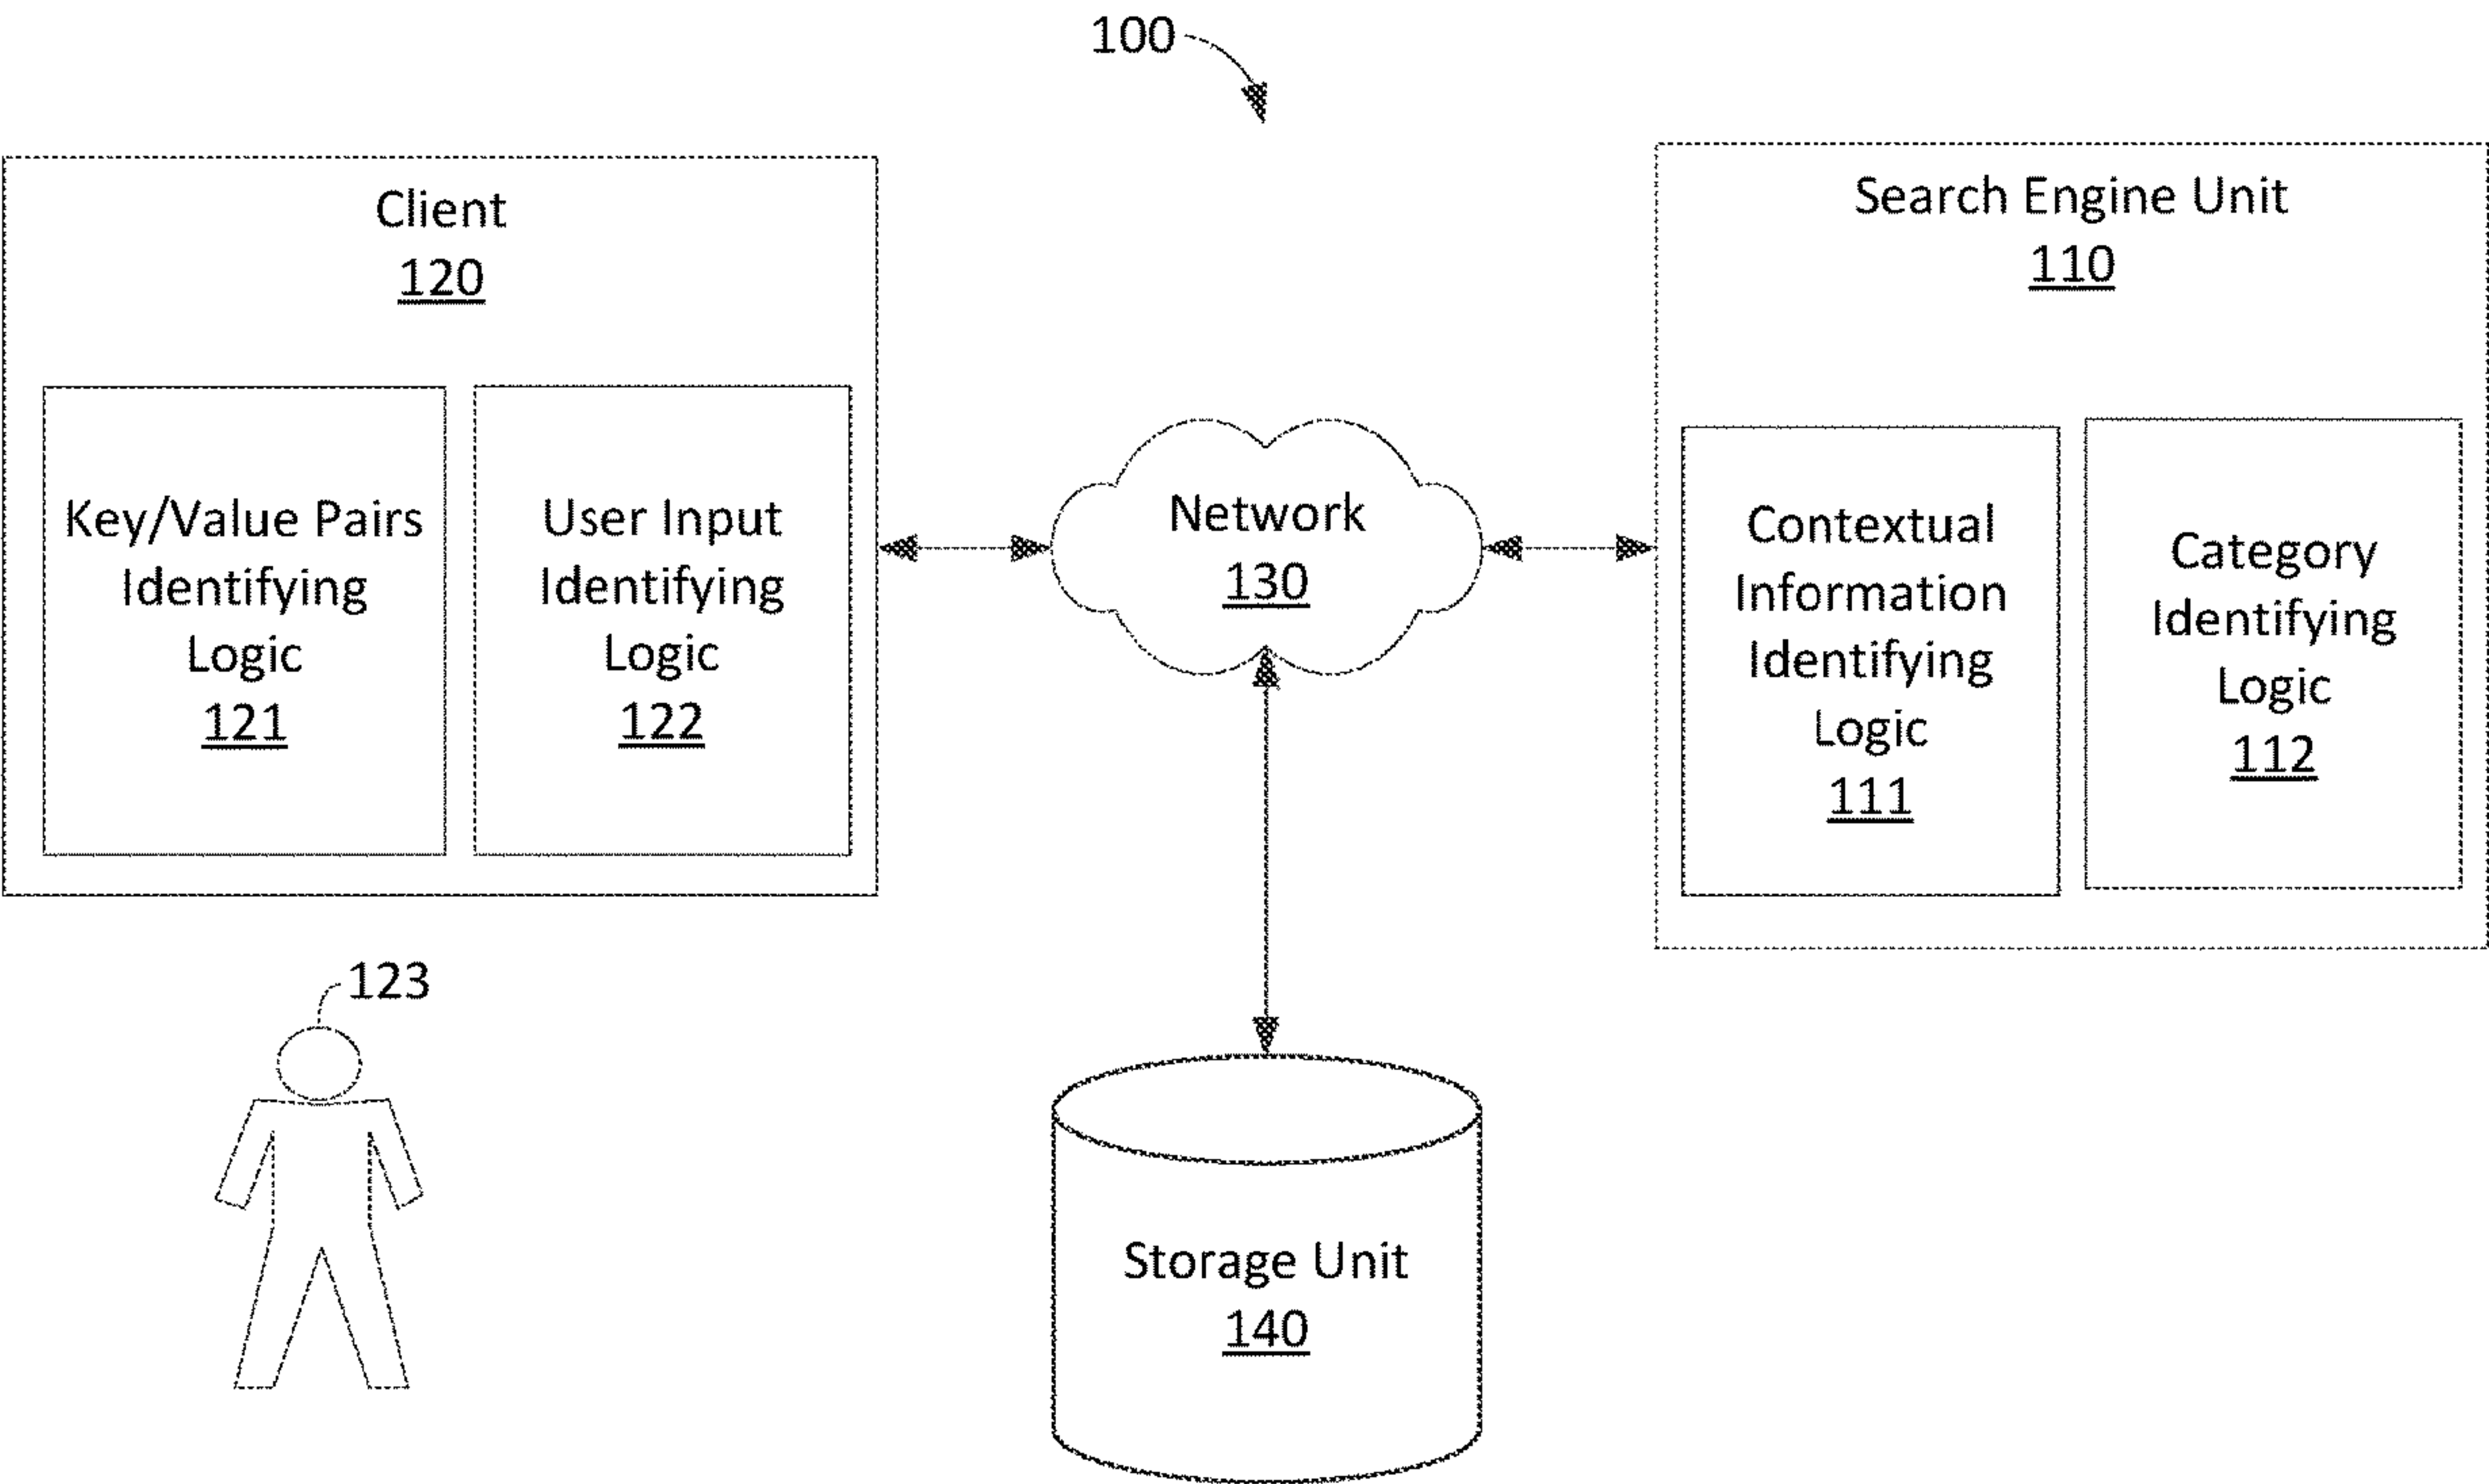 100
Client
120
Key/Value Pairs
Identifying
Logic
121
User Input
Identifying
Logic
122
Network
130
Search Engine Unit
110
Contextual
Information
Identifying
Logic
111
Category
Identifying
Logic
112
123
Storage Unit
140